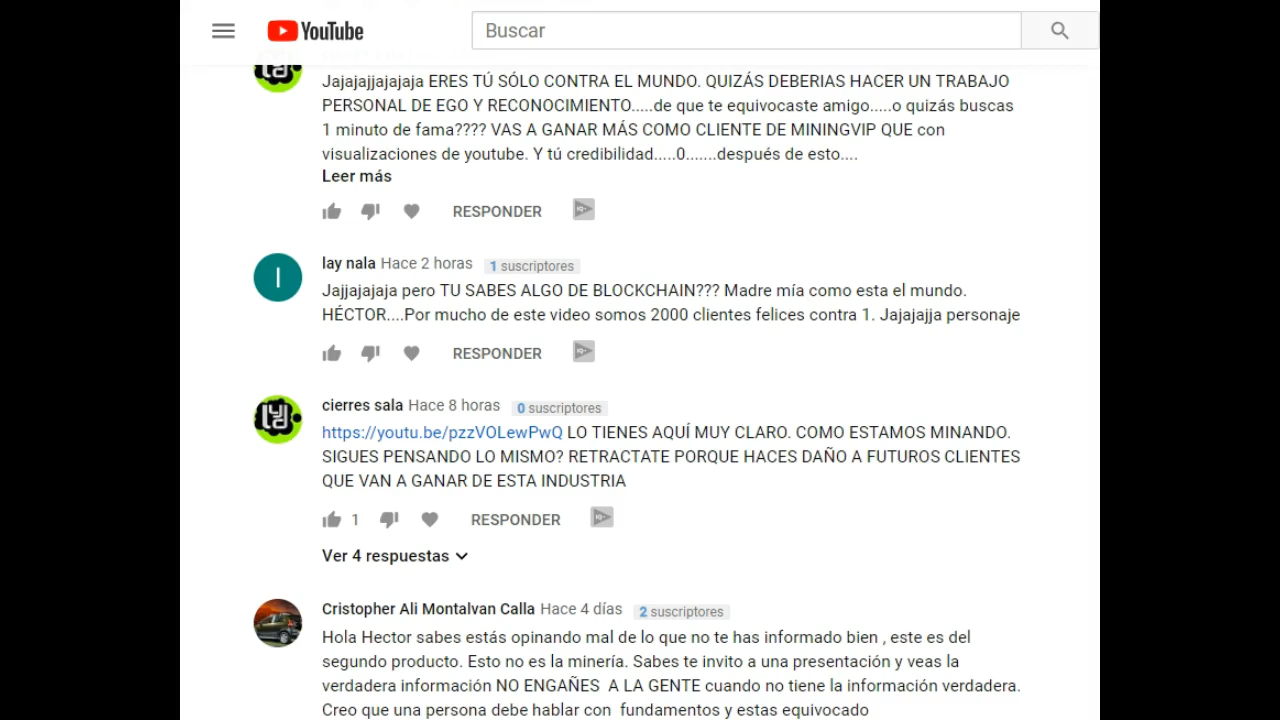 YouTube
Buscar
Jajajajjajajaja ERES TÚ SÓLO CONTRA EL MUNDO. QUIZÁS DEBERIAS HACER UN TRABAJO
PERSONAL DE EGO Y RECONOCIMIENTO.....de que te equivocaste amigo.....o quizás buscas
1 minuto de fama???? VAS A GANAR MÁS COMO CLIENTE DE MININGVIP QUE con
visualizaciones de youtube. Y tú credibilidad.....0.......después de esto....
Leer más
RESPONDER
I
lay nala Hace 2 horas 1 suscriptores
Jajjajajaja pero TU SABES ALGO DE BLOCKCHAIN??? Madre mía como esta el mundo.
HÉCTOR....Por mucho de este video somos 2000 clientes felices contra 1. Jajajajja personaje
RESPONDER
cierres sala Hace 8 horas 0 suscriptores
https://youtu.be/pzzVOLewPwQ LO TIENES AQUÍ MUY CLARO. COMO ESTAMOS MINANDO.
SIGUES PENSANDO LO MISMO? RETRACTATE PORQUE HACES DAÑO A FUTUROS CLIENTES
QUE VAN A GANAR DE ESTA INDUSTRIA
1 RESPONDER
Ver 4 respuestas
Cristopher Ali Montalvan Calla Hace 4 días 2 suscriptores
Hola Hector sabes estás opinando mal de lo que no te has informado bien , este es del
segundo producto. Esto no es la minería. Sabes te invito a una presentación y veas la
verdadera información NO ENGAÑES  A LA GENTE cuando no tiene la información verdadera.
Creo que una persona debe hablar con  fundamentos y estas equivocado